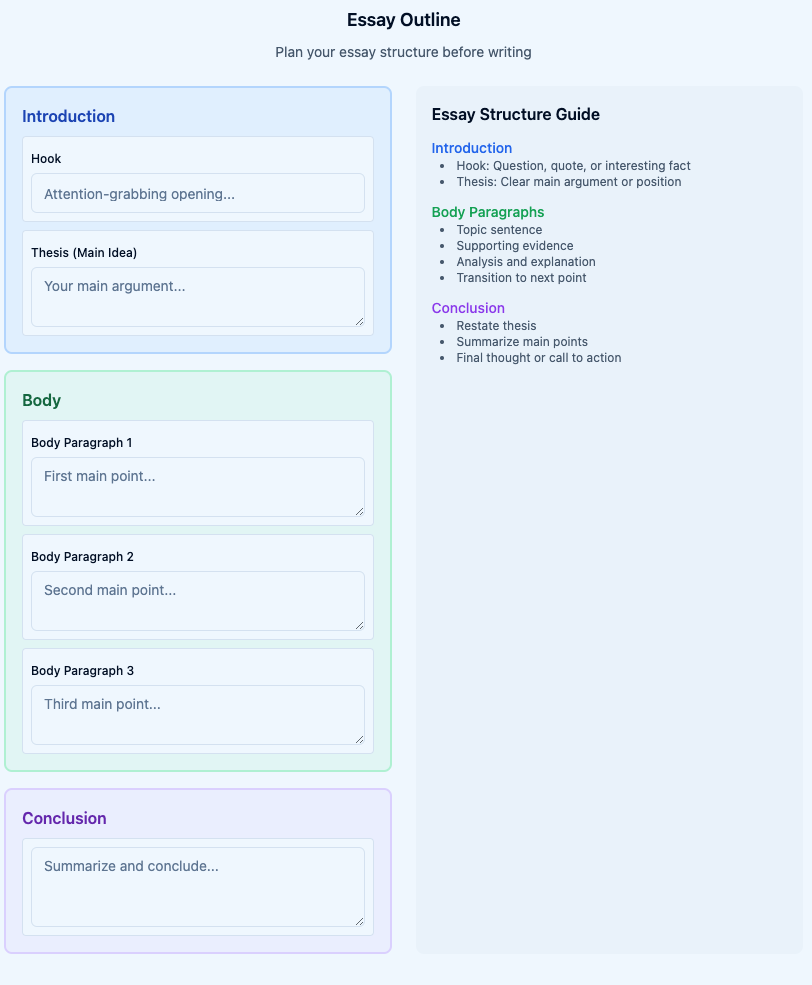 Essay Outline
Plan your essay structure before writing
Introduction
Hook
Attention-grabbing opening...
Thesis (Main Idea)
Your main argument...
Body
Body Paragraph 1
First main point...
Body Paragraph 2
Second main point...
Body Paragraph 3
Third main point...
Conclusion
Summarize and conclude...
Essay Structure Guide
Introduction
• Hook: Question, quote, or interesting fact
• Thesis: Clear main argument or position
Body Paragraphs
• Topic sentence
• Supporting evidence
• Analysis and explanation
• Transition to next point
Conclusion
• Restate thesis
• Summarize main points
• Final thought or call to action